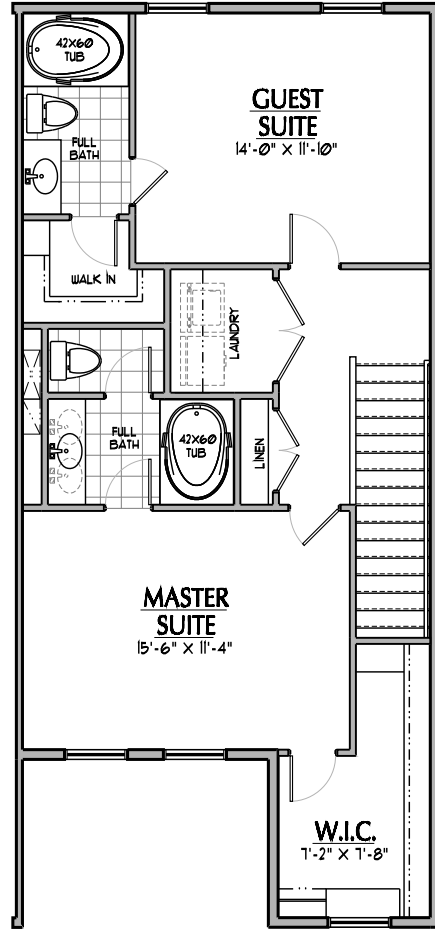 42X60
TUB
FULL
BATH
GUEST
SUITE
14'-0" X 11'-10"
WALK IN
LAUNDRY
FULL
BATH
42X60
TUB
LINEN
MASTER
SUITE
15'-6" X 11'-4"
W.I.C.
7'-2" X 7'-8"